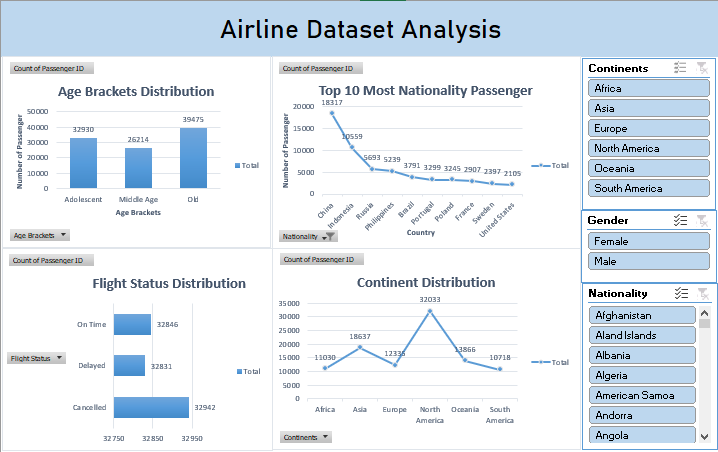 Airline Dataset Analysis
Count of Passenger ID
Age Brackets Distribution
Number of Passenger
50000
40000
30000
20000
10000
0
32930
26214
39475
Adolescent Middle Age Old
Age Brackets
Total
Age Brackets
Count of Passenger ID
Top 10 Most Nationality Passenger
Number of Passenger
20000
15000
10000
5000
0
18317
10559
5693
5239
3791
3299
3245
2907
2397
2105
China
Indonesia
Russia
Philippines
Brazil
Portugal
Poland
France
Sweden
United States
Country
Total
Nationality
Count of Passenger ID
Flight Status Distribution
On Time
32846
Delayed
32831
Cancelled
32942
32750 32850 32950
Total
Flight Status
Count of Passenger ID
Continent Distribution
35000
30000
25000
20000
15000
10000
5000
0
11030
18637
12335
32033
13866
10718
Africa Asia Europe North America Oceania South America
Total
Continents
Continents
Africa
Asia
Europe
North America
Oceania
South America
Gender
Female
Male
Nationality
Afghanistan
Aland Islands
Albania
Algeria
American Samoa
Andorra
Angola